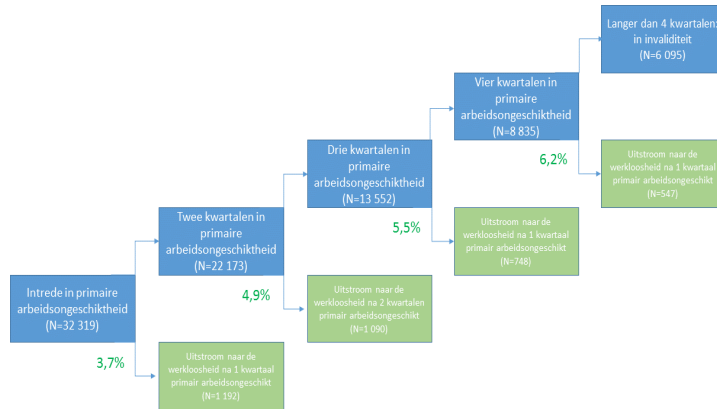 Langer dan 4 kwartalen:
in invaliditeit
(N=6 095)
Vier kwartalen in
primaire
arbeidsongeschiktheid
(N=8 835)
6,2%
Uitstroom naar de
werkloosheid na 1 kwartaal
primair arbeidsongeschikt
(N=547)
Drie kwartalen in
primaire
arbeidsongeschiktheid
(N=13 552)
5,5%
Uitstroom naar de
werkloosheid na 1 kwartaal
primair arbeidsongeschikt
(N=748)
Twee kwartalen in
primaire
arbeidsongeschiktheid
(N=22 173)
4,9%
Uitstroom naar de
werkloosheid na 2 kwartalen
primair arbeidsongeschikt
(N=1 090)
Intrede in primaire
arbeidsongeschiktheid
(N=32 319)
3,7%
Uitstroom naar de
werkloosheid na 1 kwartaal
primair arbeidsongeschikt
(N=1 192)